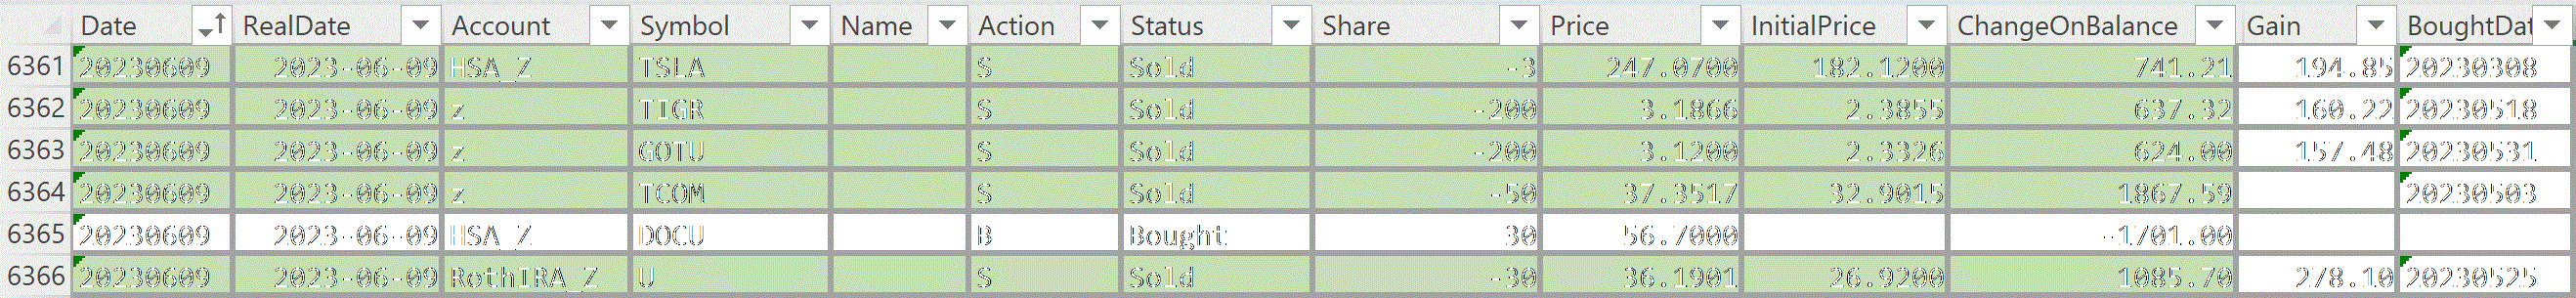 Date RealDate Account Symbol Name Action Status Share Price InitialPrice ChangeOnBalance Gain BoughtDat
6361 20230609 2023-06-09 HSA_Z TSLA S Sold -3 247.0700 182.1200 741.21 194.85 20230308
6362 20230609 2023-06-09 z TIGR S Sold -200 3.1866 2.3855 637.32 160.22 20230518
6363 20230609 2023-06-09 z GOTU S Sold -200 3.1200 2.3326 624.00 157.48 20230531
6364 20230609 2023-06-09 z TCOM S Sold -50 37.3517 32.9015 1867.59 20230503
6365 20230609 2023-06-09 HSA_Z DOCU B Bought 30 56.7000 -1701.00
6366 20230609 2023-06-09 RothIRA_Z U S Sold -30 36.1901 26.9200 1085.70 278.10 20230525